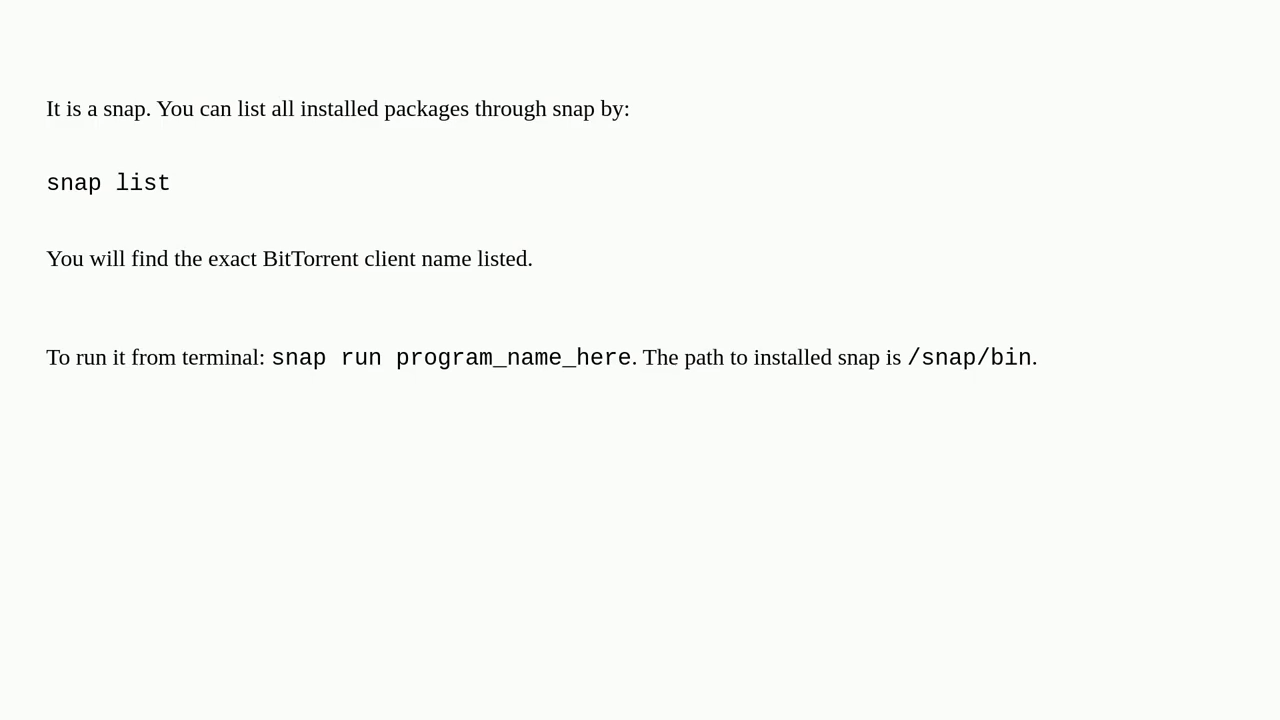 It is a snap. You can list all installed packages through snap by:
snap list
You will find the exact BitTorrent client name listed.
To run it from terminal: snap run program_name_here. The path to installed snap is /snap/bin.